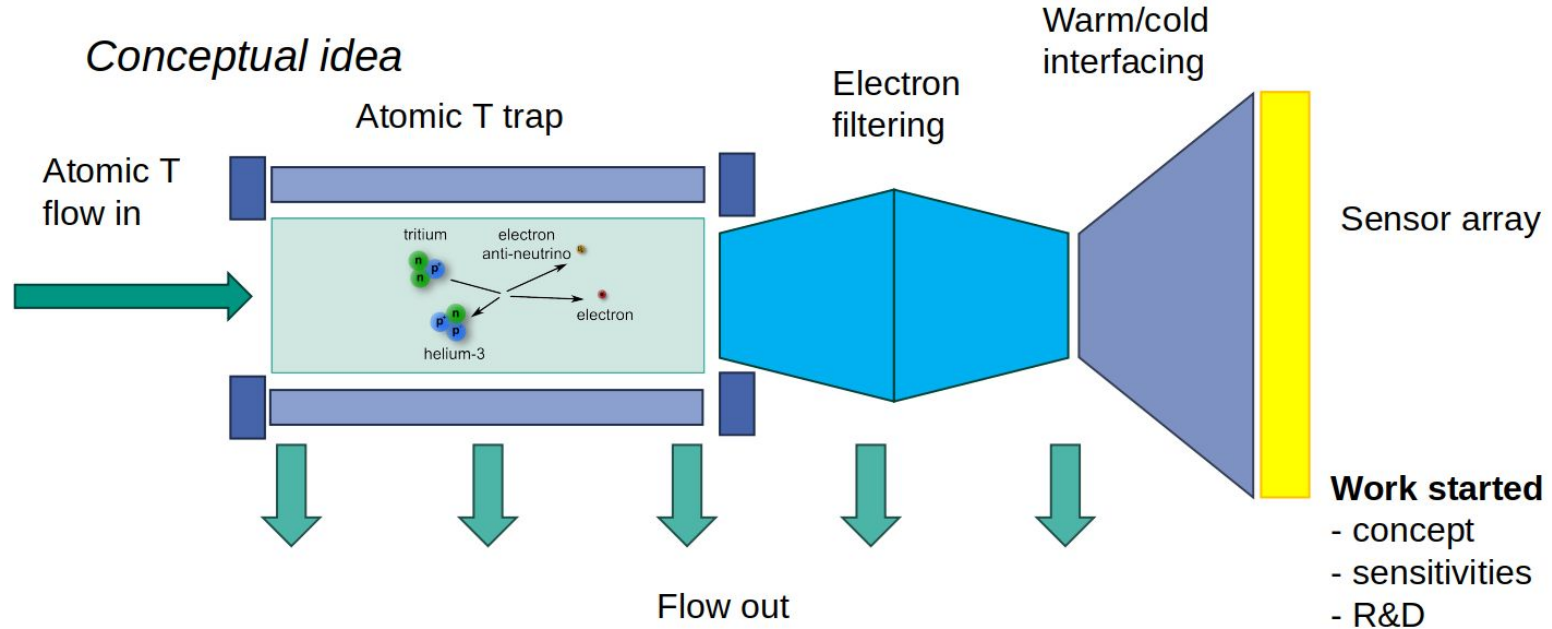 Conceptual idea
Warm/cold
interfacing
Electron
filtering
Atomic T trap
Atomic T
flow in
Sensor array
tritium
electron
anti-neutrino
n
p+
n
electron
p+
n
p
helium-3
Work started
- concept
- sensitivities
- R&D
Flow out